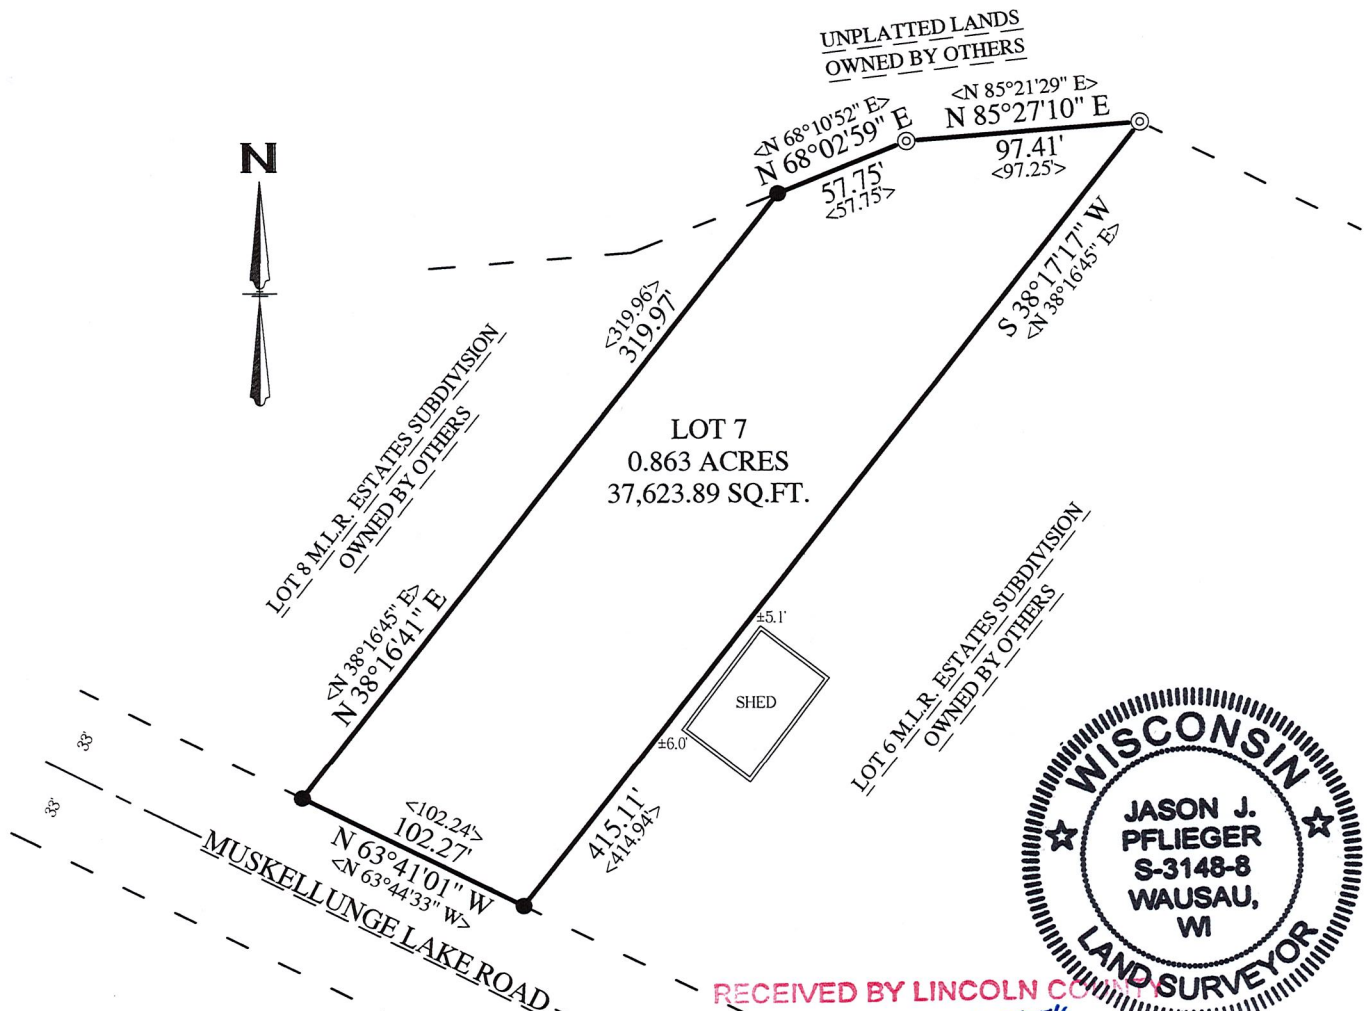 UNPLATTED LANDS
OWNED BY OTHERS
<N 85°21'29" E>
N 85°27'10" E
97.41'
<97.25'>
<N 68°10'52" E>
N 68°02'59" E
57.75'
<57.75'>
N
S 38°17'17" W
<N 38°16'45" E>
<319.96'>
319.97'
LOT 8 M.L.R. ESTATES SUBDIVISION
OWNED BY OTHERS
LOT 7
0.863 ACRES
37,623.89 SQ.FT.
<N 38°16'45" E>
N 38°16'41" E
±5.1'
SHED
±6.0'
LOT 6 M.L.R. ESTATES SUBDIVISION
OWNED BY OTHERS
33'
33'
<102.24'>
102.27'
N 63°41'01" W
<N 63°44'33" W>
415.11'
<414.94'>
MUSKELLUNGE LAKE ROAD
WISCONSIN
JASON J.
PFLIEGER
S-3148-8
WAUSAU,
WI
LAND SURVEYOR
RECEIVED BY LINCOLN COUNTY